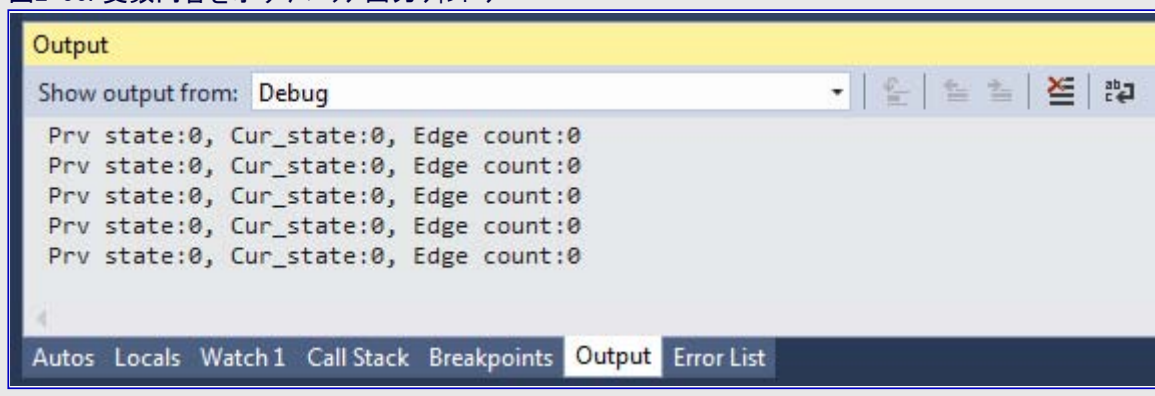 Output
Show output from: Debug
Prv state:0, Cur_state:0, Edge count:0
Prv state:0, Cur_state:0, Edge count:0
Prv state:0, Cur_state:0, Edge count:0
Prv state:0, Cur_state:0, Edge count:0
Prv state:0, Cur_state:0, Edge count:0
Autos Locals Watch 1 Call Stack Breakpoints Output Error List